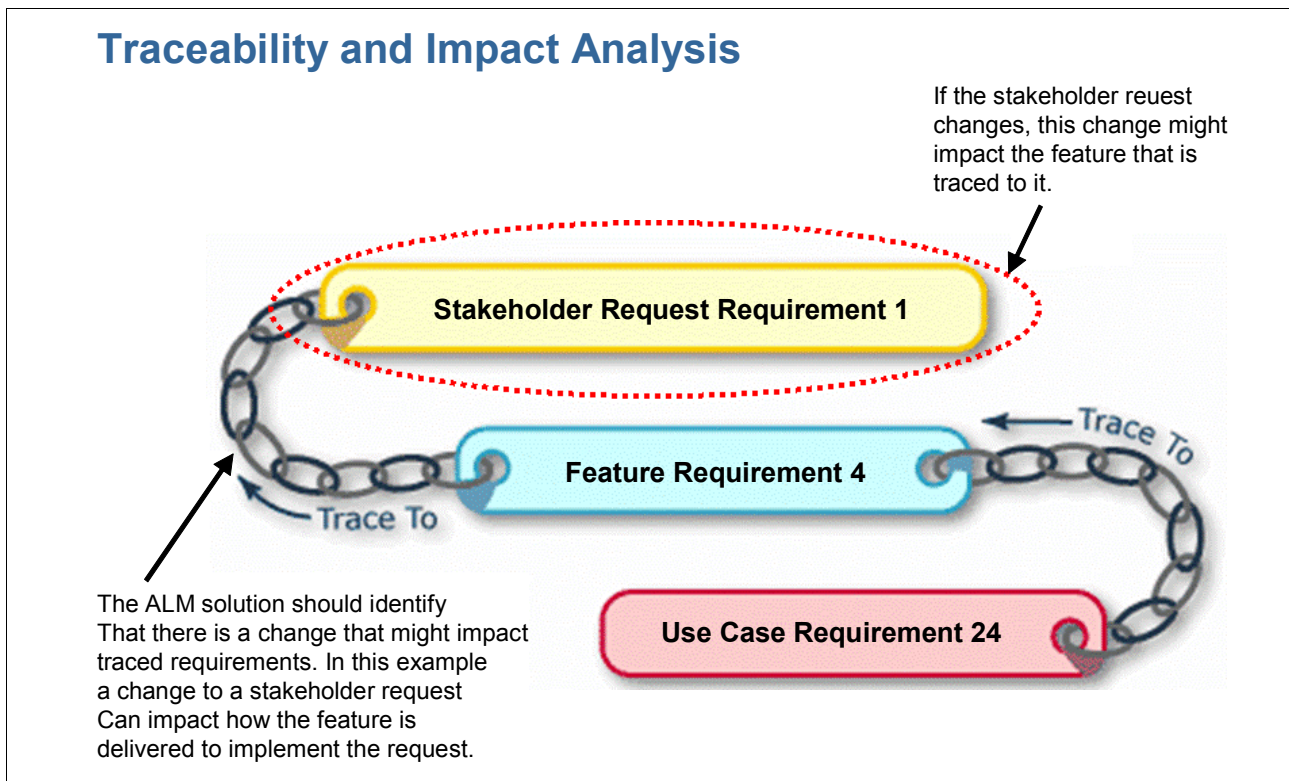 Traceability and Impact Analysis
If the stakeholder reuest
changes, this change might
impact the feature that is
traced to it.
Stakeholder Request Requirement 1
Trace To
Feature Requirement 4
Trace To
The ALM solution should identify
That there is a change that might impact
traced requirements. In this example
a change to a stakeholder request
Can impact how the feature is
delivered to implement the request.
Use Case Requirement 24